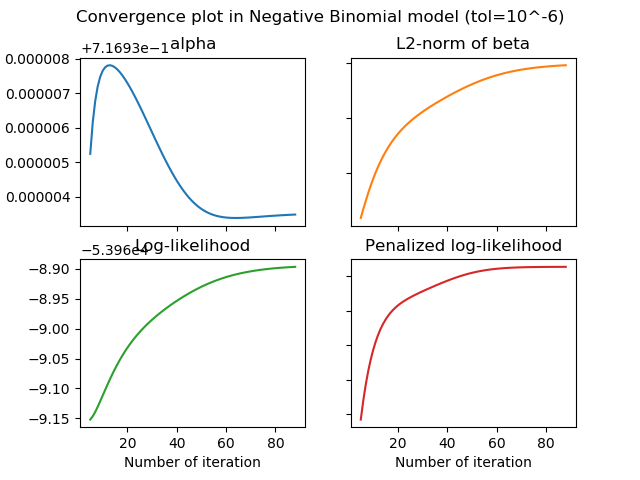 Convergence plot in Negative Binomial model (tol=10^-6)
+7.1693e−1
alpha
0.000008
0.000007
0.000006
0.000005
0.000004
L2-norm of beta
−5.396e4
Log-likelihood
−8.90
−8.95
−9.00
−9.05
−9.10
−9.15
20 40 60 80
Number of iteration
Penalized log-likelihood
20 40 60 80
Number of iteration